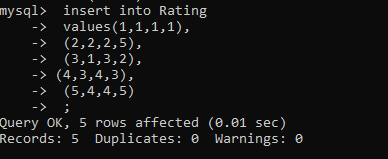 mysql> insert into Rating
-> values(1,1,1,1),
-> (2,2,2,5),
-> (3,1,3,2),
-> (4,3,4,3),
-> (5,4,4,5)
-> ;
Query OK, 5 rows affected (0.01 sec)
Records: 5 Duplicates: 0 Warnings: 0